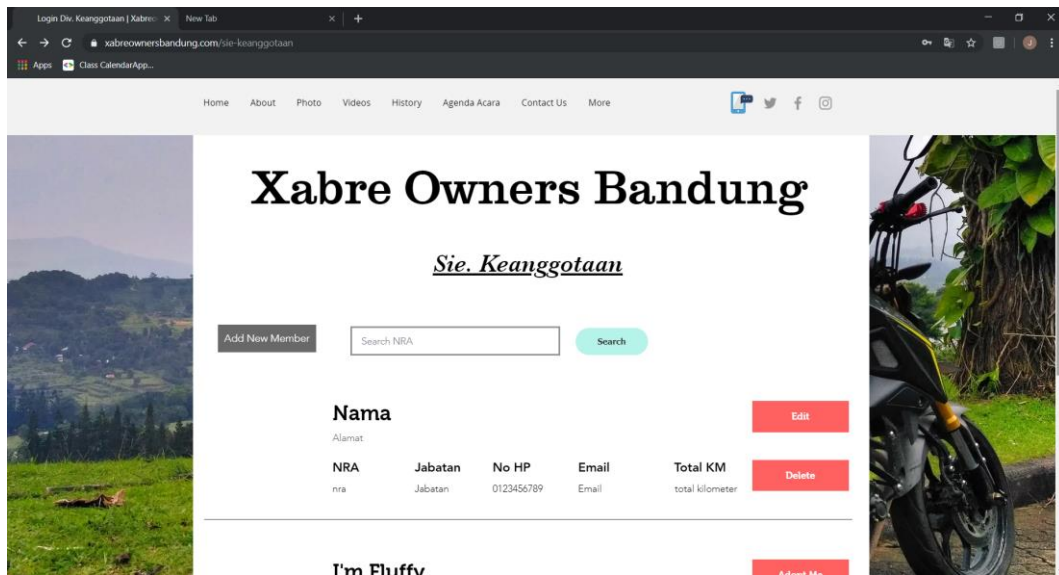 Login Div. Keanggotaan | Xabreo
New Tab
xabreownersbandung.com/sie-keanggotaan
Apps
Class CalendarApp...
Home About Photo Videos History Agenda Acara Contact Us More
Xabre Owners Bandung
Sie. Keanggotaan
Add New Member
Search NRA
Search
Nama
Edit
Alamat
NRA Jabatan No HP Email Total KM
Delete
nra Jabatan 0123456789 Email total kilometer
I'm Fluffy
Adopt Me